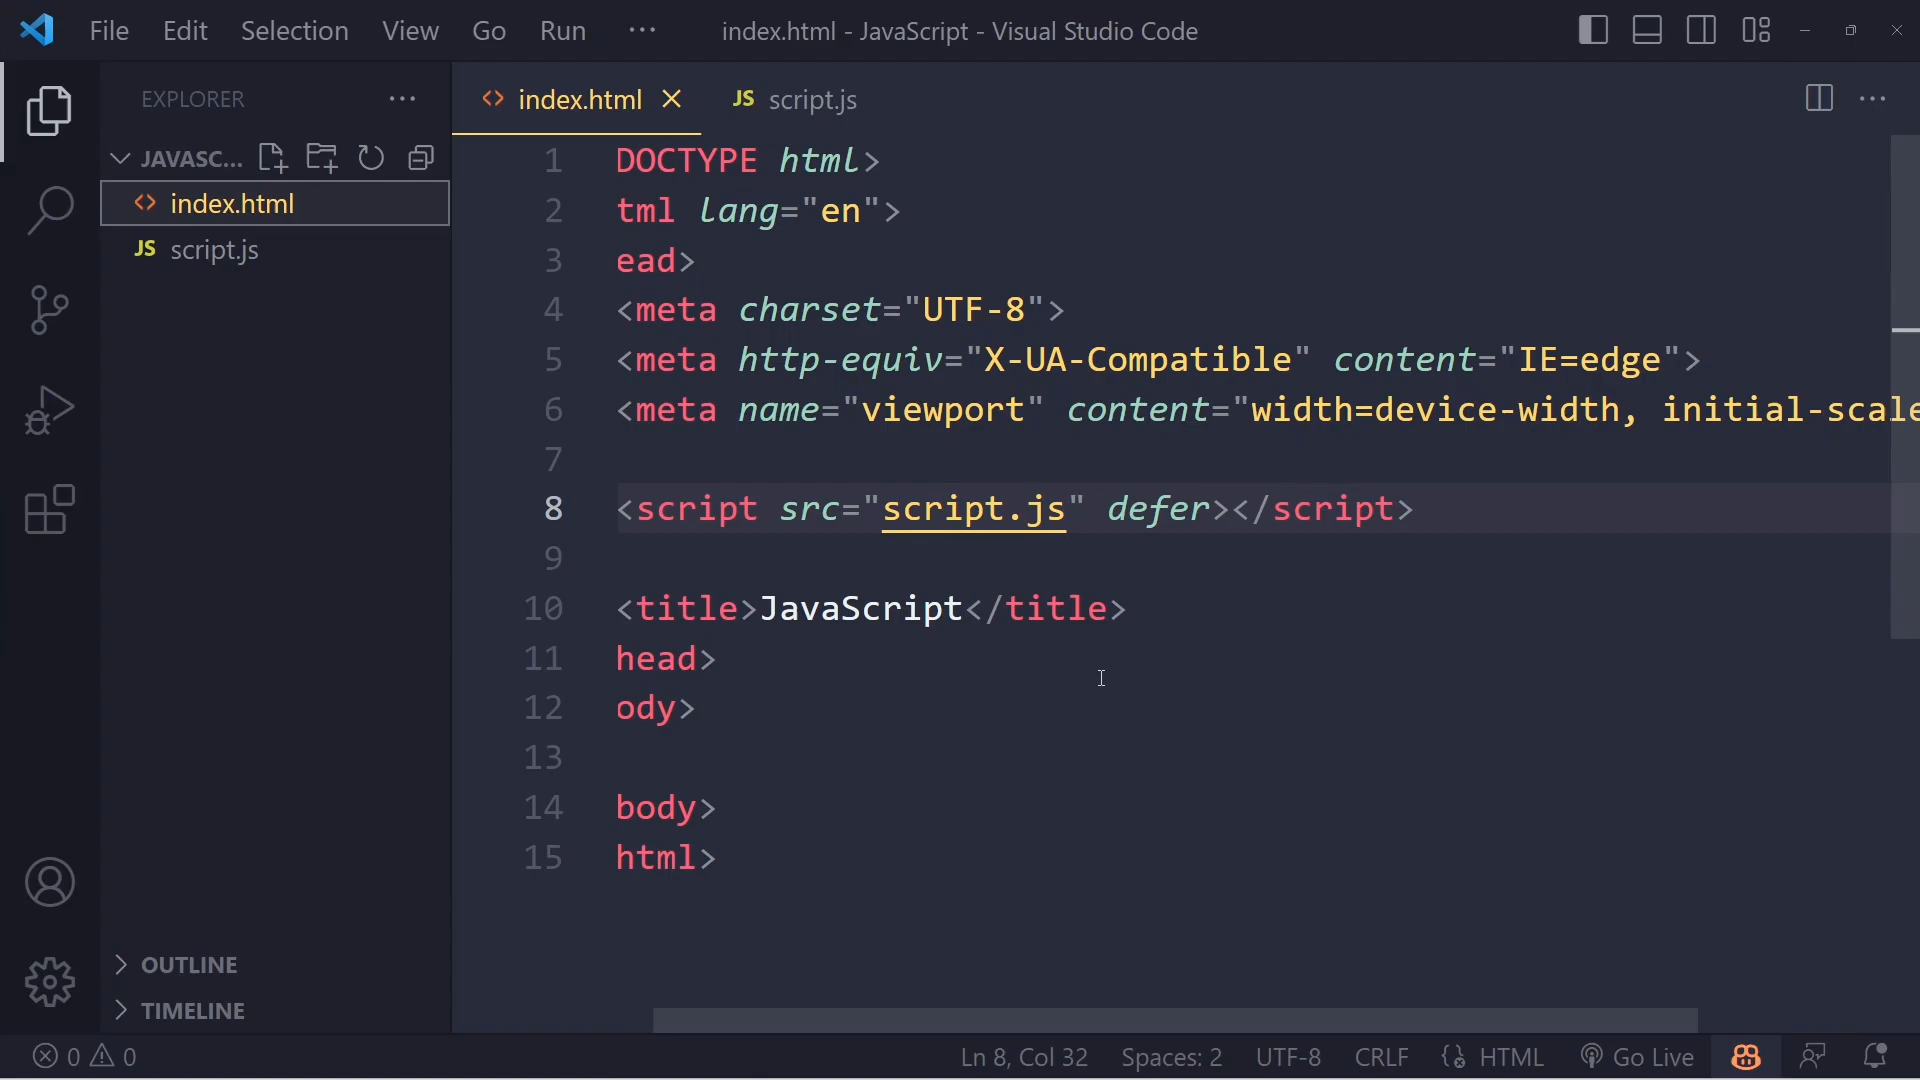 File Edit Selection View Go Run ··· index.html - JavaScript - Visual Studio Code
EXPLORER ···
JAVASC...
index.html
JS script.js
OUTLINE
TIMELINE
index.html
JS script.js
1 DOCTYPE html>
2 tml lang="en">
3 ead>
4 <meta charset="UTF-8">
5 <meta http-equiv="X-UA-Compatible" content="IE=edge">
6 <meta name="viewport" content="width=device-width, initial-scale
7
8 <script src="script.js" defer></script>
9
10 <title>JavaScript</title>
11 head>
12 ody>
13
14 body>
15 html>
0 0 Ln 8, Col 32 Spaces: 2 UTF-8 CRLF HTML Go Live